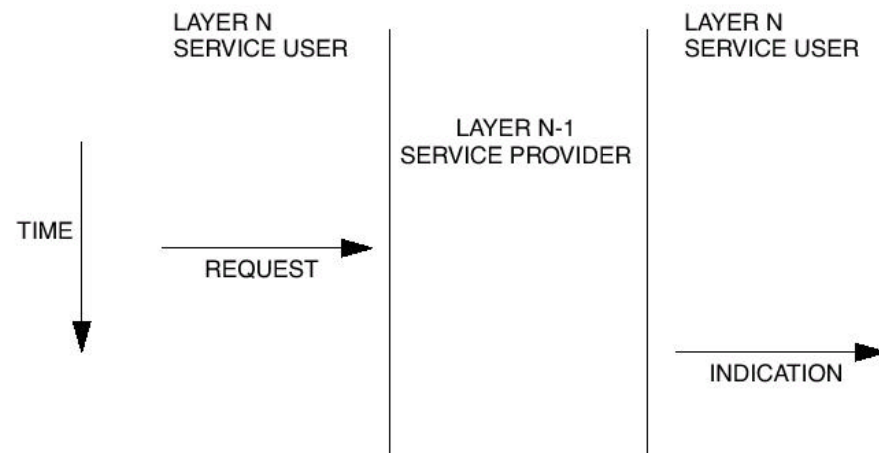 LAYER N
SERVICE USER
LAYER N
SERVICE USER
LAYER N-1
SERVICE PROVIDER
TIME
REQUEST
INDICATION